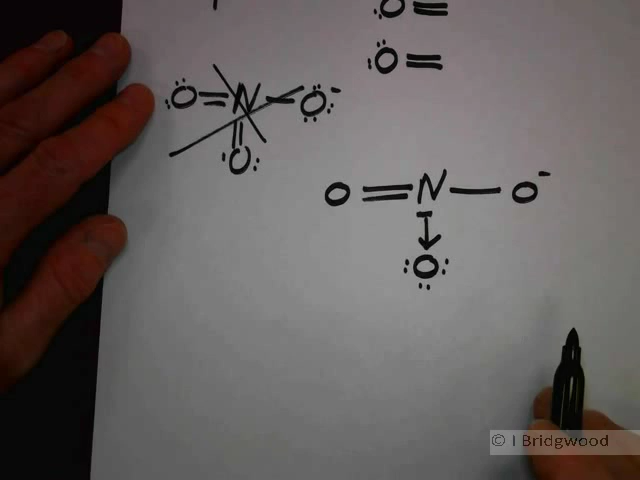 :Ö=
:Ö=
:Ö=N-Ö:⁻
:O:
O=N-O⁻
↓
:O:
© I Bridgwood